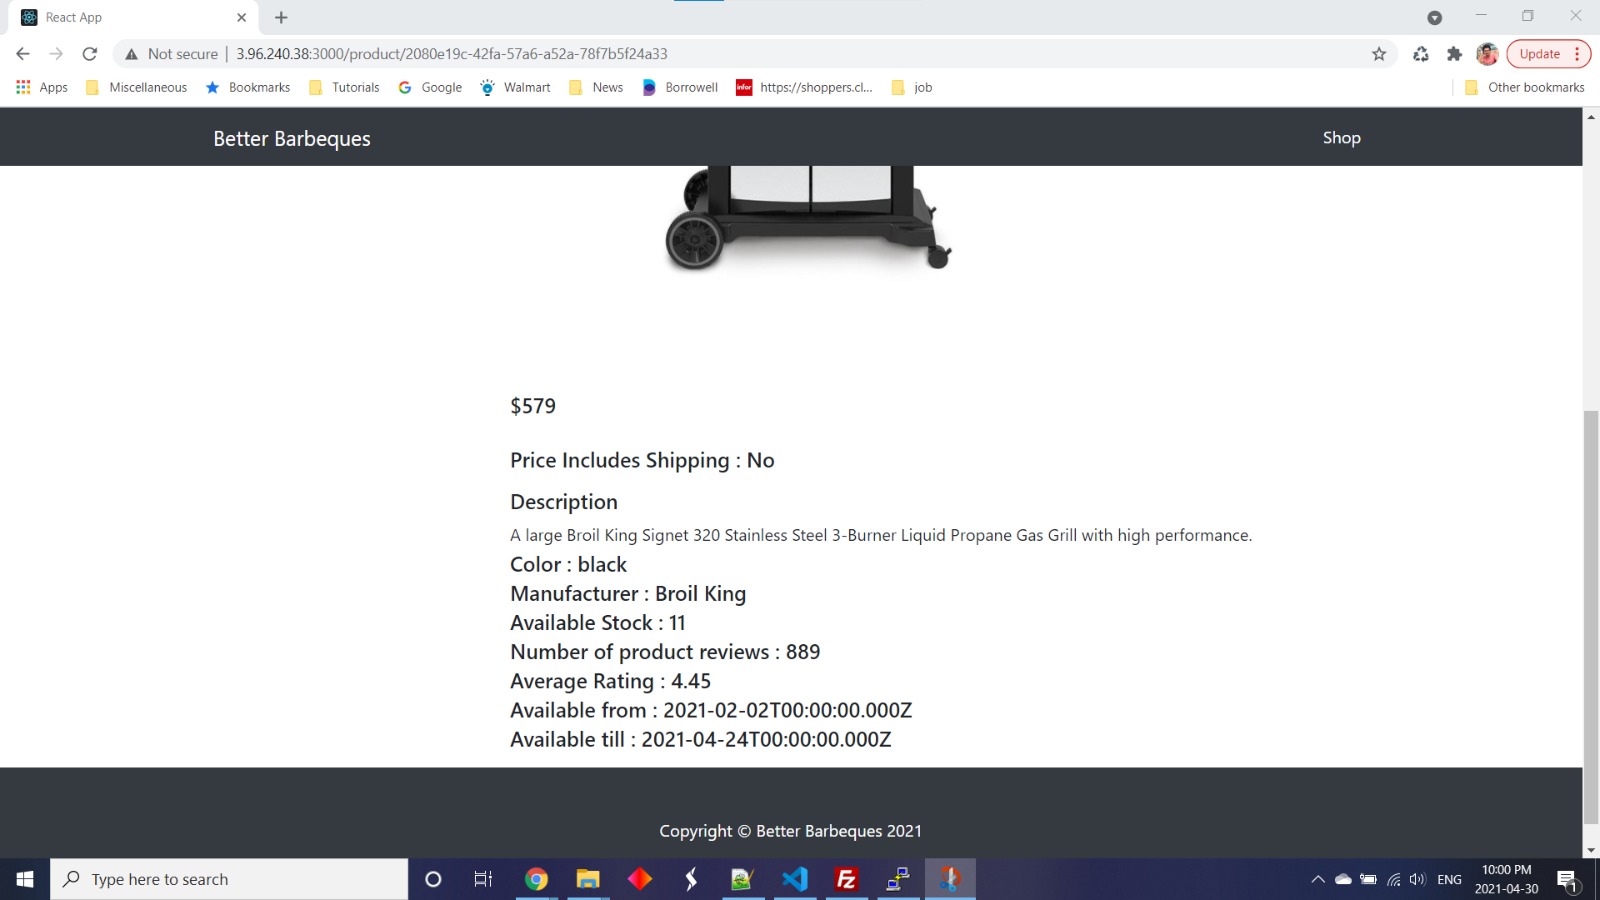 React App
Not secure | 3.96.240.38:3000/product/2080e19c-42fa-57a6-a52a-78f7b5f24a33
Update
Apps Miscellaneous Bookmarks Tutorials Google Walmart News Borrowell infor https://shoppers.cl... job Other bookmarks
Better Barbeques Shop
$579
Price Includes Shipping : No
Description
A large Broil King Signet 320 Stainless Steel 3-Burner Liquid Propane Gas Grill with high performance.
Color : black
Manufacturer : Broil King
Available Stock : 11
Number of product reviews : 889
Average Rating : 4.45
Available from : 2021-02-02T00:00:00.000Z
Available till : 2021-04-24T00:00:00.000Z
Copyright © Better Barbeques 2021
Type here to search
Fz
ENG
10:00 PM
2021-04-30
1